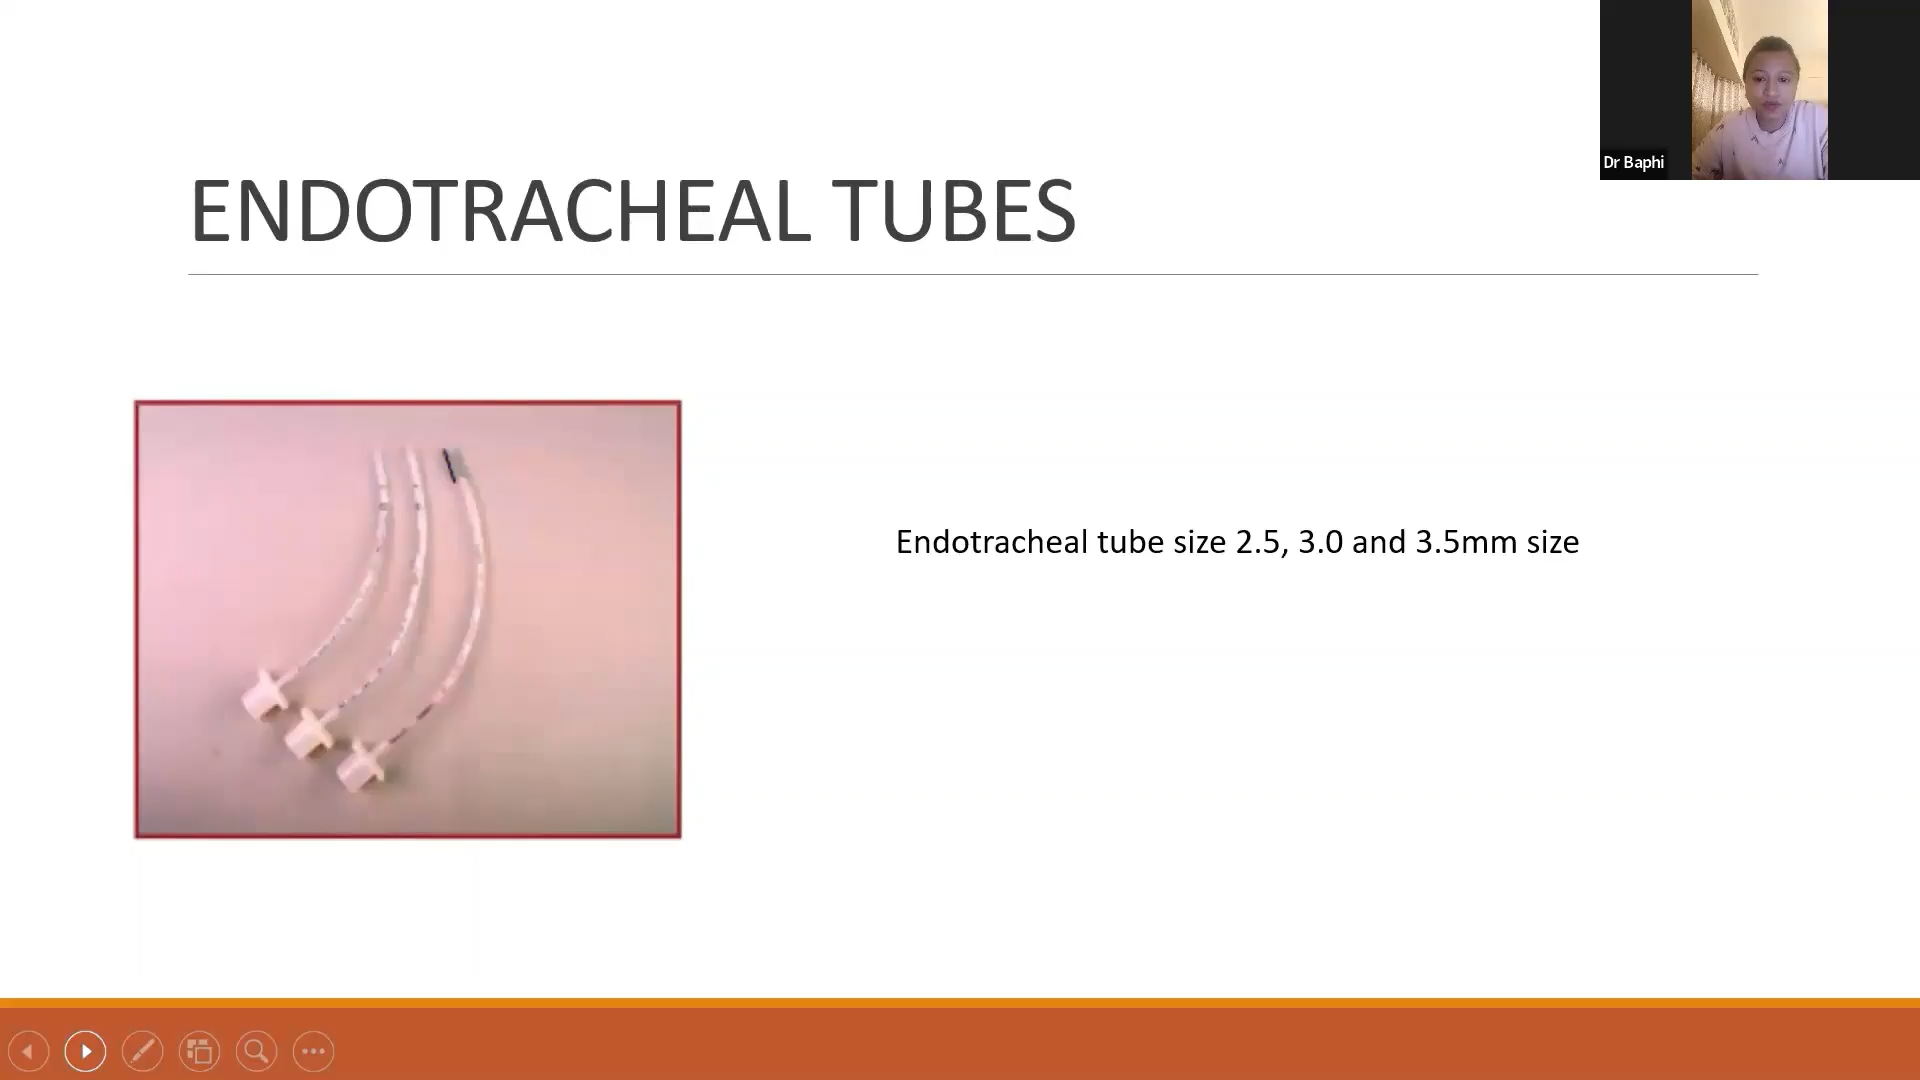 Dr Baphi
ENDOTRACHEAL TUBES
Endotracheal tube size 2.5, 3.0 and 3.5mm size